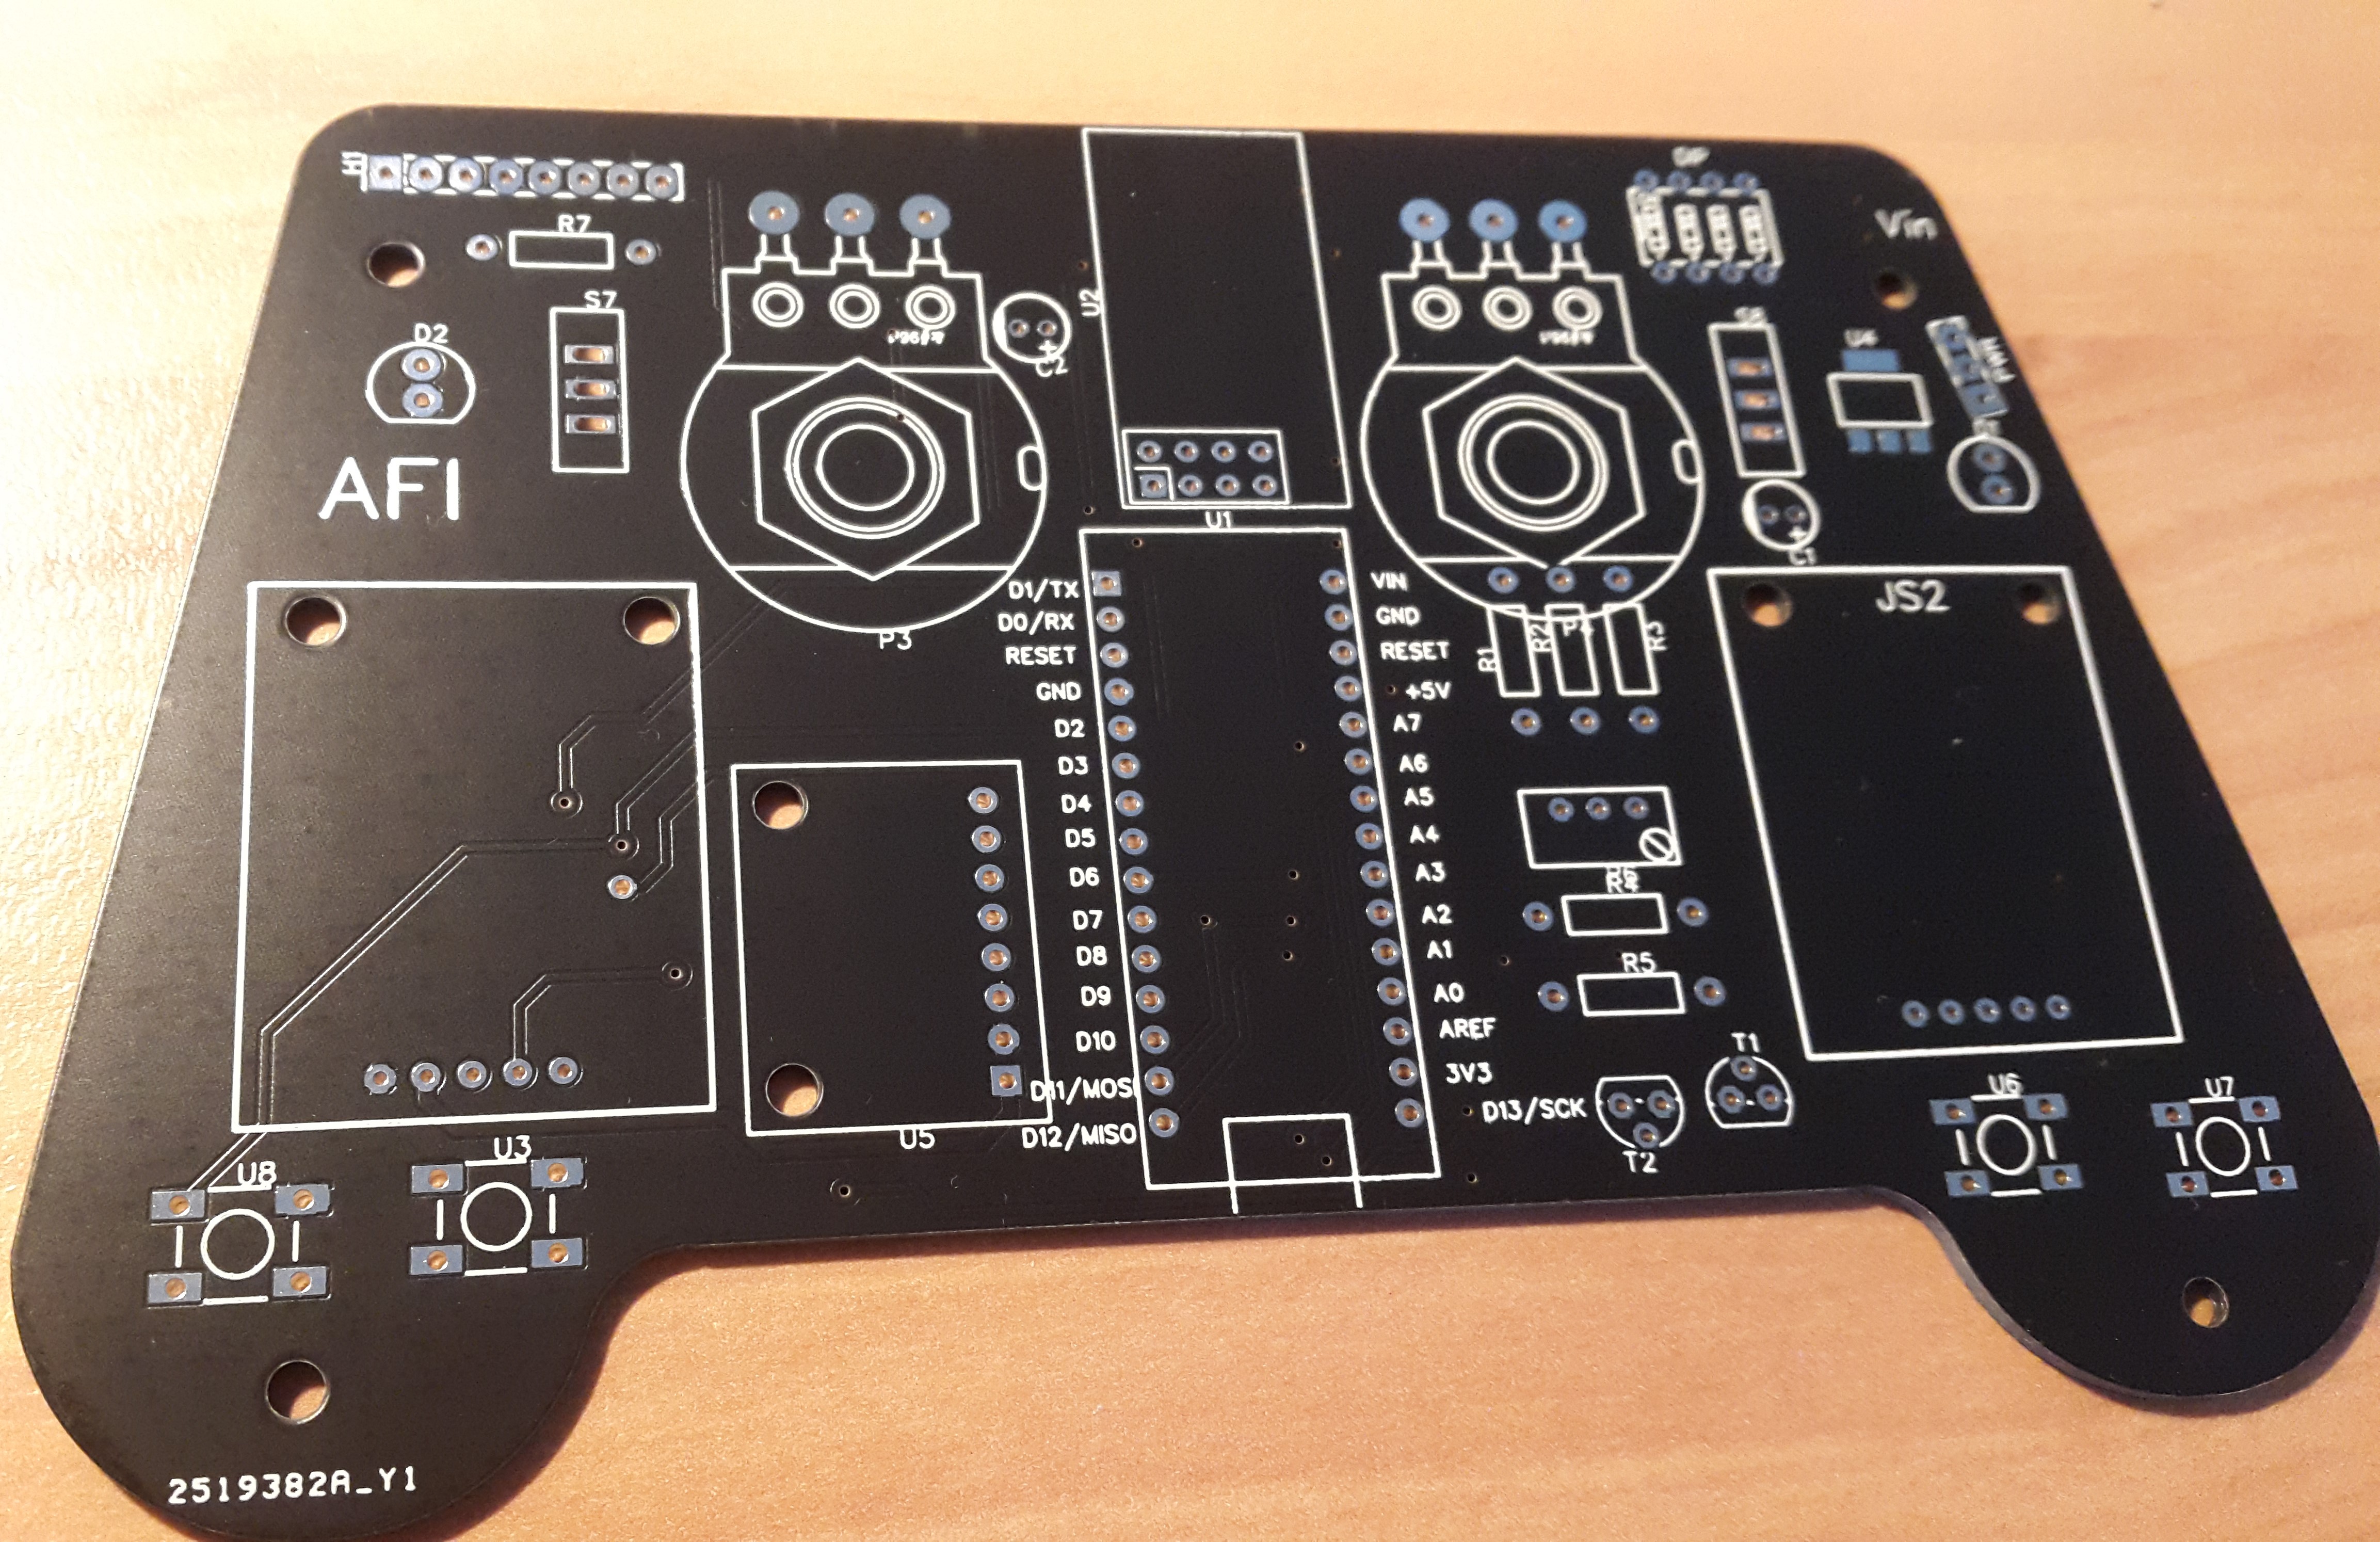 H1
R7
S7
D2
AFI
C2
U2
P3
U1
Vin
S8
U4
PWM
C1
D1/TX
D0/RX
RESET
GND
D2
D3
D4
D5
D6
D7
D8
D9
D10
D11/MOSI
D12/MISO
VIN
GND
RESET
+5V
A7
A6
A5
A4
A3
A2
A1
A0
AREF
3V3
D13/SCK
R1
R2
P4
R3
JS2
R6
R4
R5
T1
T2
U5
U3
U8
U6
U7
2519382A_Y1